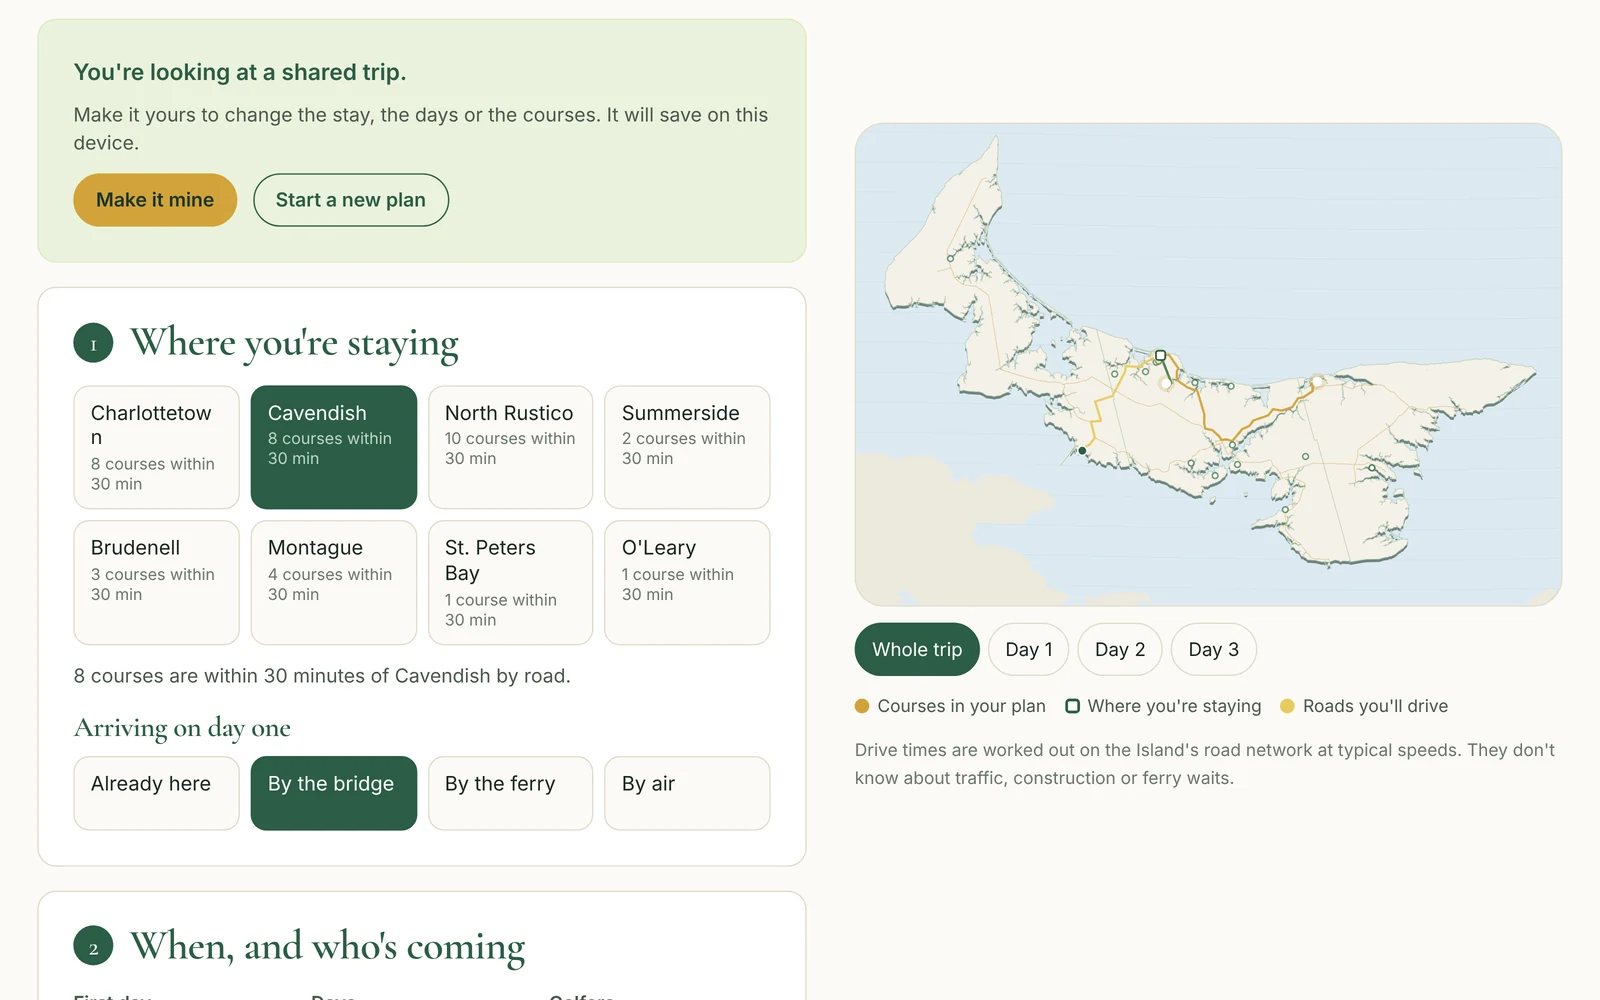 You're looking at a shared trip.
Make it yours to change the stay, the days or the courses. It will save on this
device.
Make it mine
Start a new plan
1
Where you're staying
Charlottetow
n
8 courses within
30 min
Cavendish
8 courses within
30 min
North Rustico
10 courses within
30 min
Summerside
2 courses within
30 min
Brudenell
3 courses within
30 min
Montague
4 courses within
30 min
St. Peters
Bay
1 course within
30 min
O'Leary
1 course within
30 min
8 courses are within 30 minutes of Cavendish by road.
Arriving on day one
Already here
By the bridge
By the ferry
By air
2
When, and who's coming
First day
Days
Golfers
Whole trip
Day 1
Day 2
Day 3
Courses in your plan
Where you're staying
Roads you'll drive
Drive times are worked out on the Island's road network at typical speeds. They don't
know about traffic, construction or ferry waits.